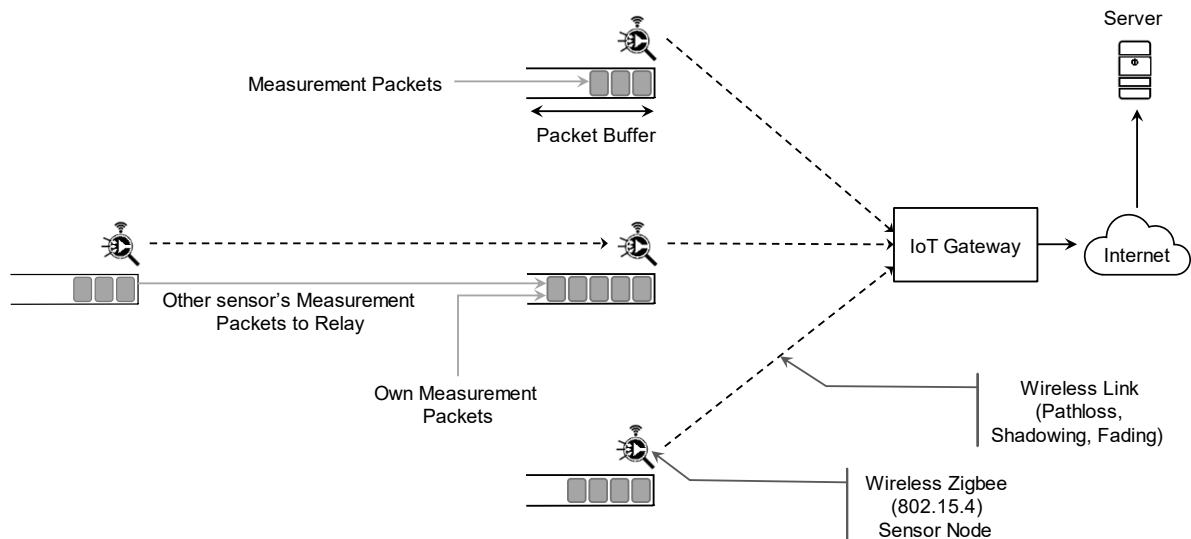 Server
Measurement Packets
Packet Buffer
IoT Gateway
Internet
Other sensor’s Measurement
Packets to Relay
Own Measurement
Packets
Wireless Link
(Pathloss,
Shadowing, Fading)
Wireless Zigbee
(802.15.4)
Sensor Node